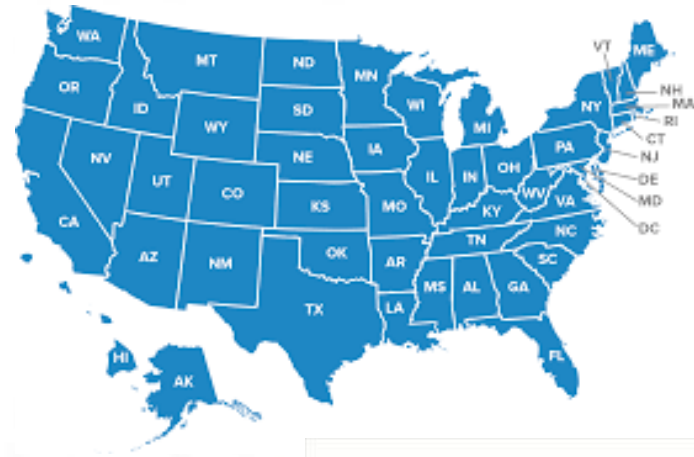 WA
MT
ND
MN
VT
ME
OR
ID
SD
WI
NY
NH
MA
RI
WY
MI
CT
NV
NE
IA
PA
NJ
UT
CO
IL
IN
OH
DE
KS
MO
WV
VA
MD
CA
KY
DC
AZ
NM
OK
AR
TN
NC
SC
TX
LA
MS
AL
GA
HI
AK
FL